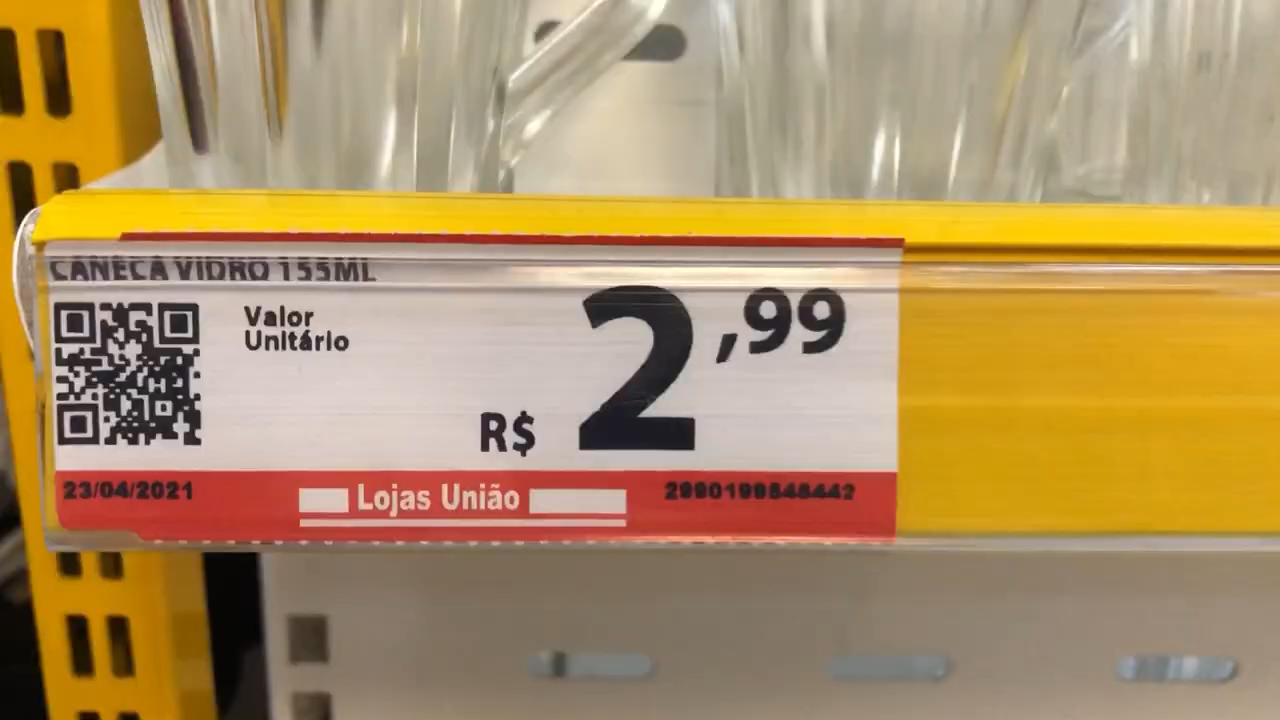 CANECA VIDRO 155ML
Valor
Unitário
R$ 2,99
23/04/2021
Lojas União
2990199848442